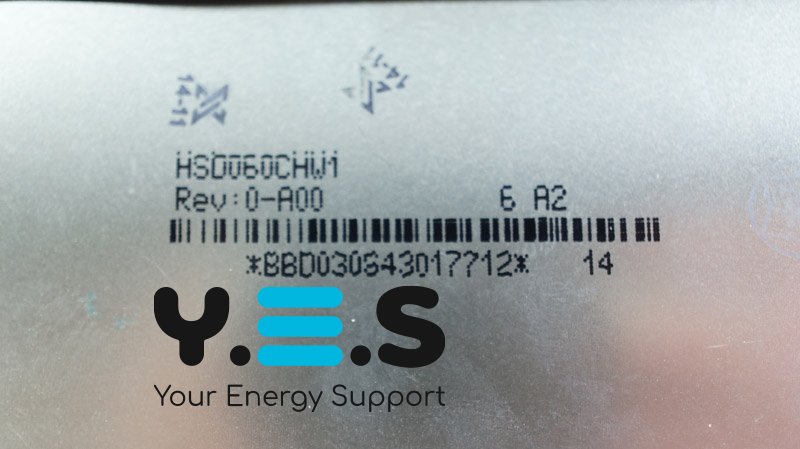 14-11
14-11
HSD060CHW1
Rev:0-A00 6 A2
*BBD030643017712* 14
Y.E.S
Your Energy Support